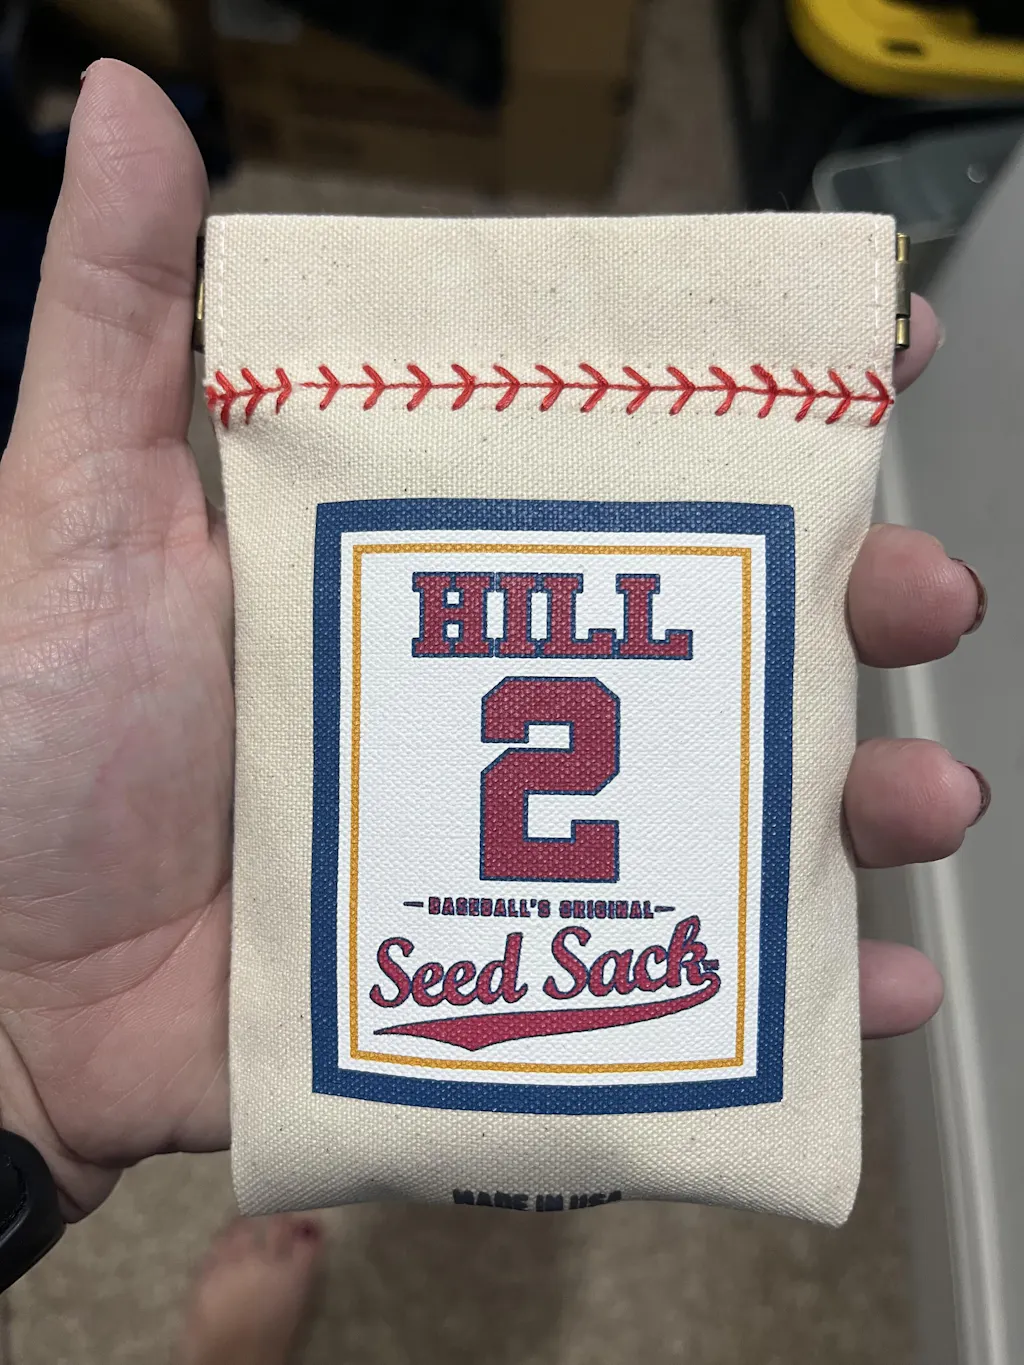 HILL
2
BASEBALL'S ORIGINAL
Seed Sack
MADE IN USA